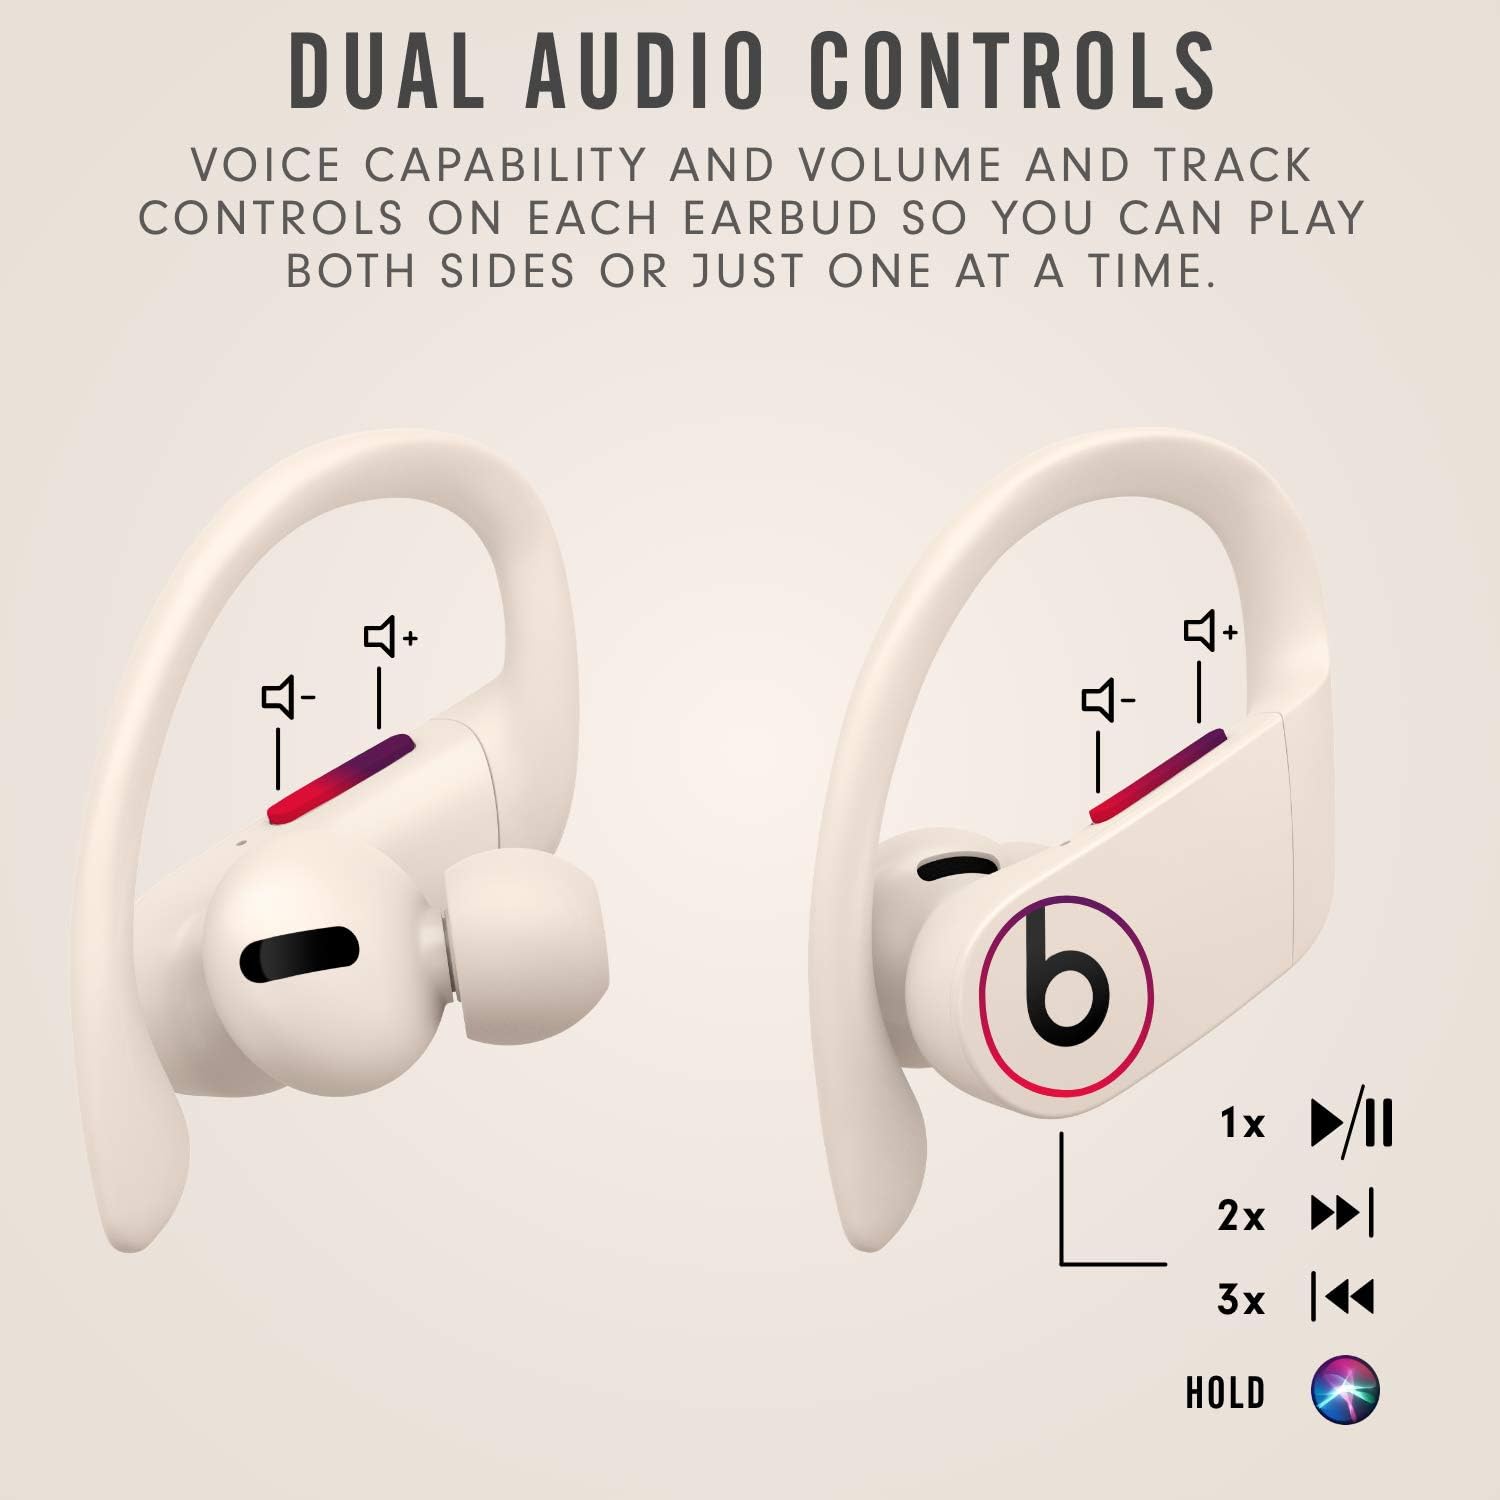 DUAL AUDIO CONTROLS
VOICE CAPABILITY AND VOLUME AND TRACK
CONTROLS ON EACH EARBUD SO YOU CAN PLAY
BOTH SIDES OR JUST ONE AT A TIME.
+
-
+
-
b
1x
2x
3x
HOLD